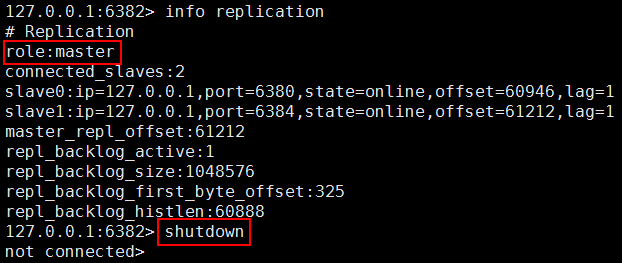 127.0.0.1:6382> info replication
# Replication
role:master
connected_slaves:2
slave0:ip=127.0.0.1,port=6380,state=online,offset=60946,lag=1
slave1:ip=127.0.0.1,port=6384,state=online,offset=61212,lag=1
master_repl_offset:61212
repl_backlog_active:1
repl_backlog_size:1048576
repl_backlog_first_byte_offset:325
repl_backlog_histlen:60888
127.0.0.1:6382> shutdown
not connected>